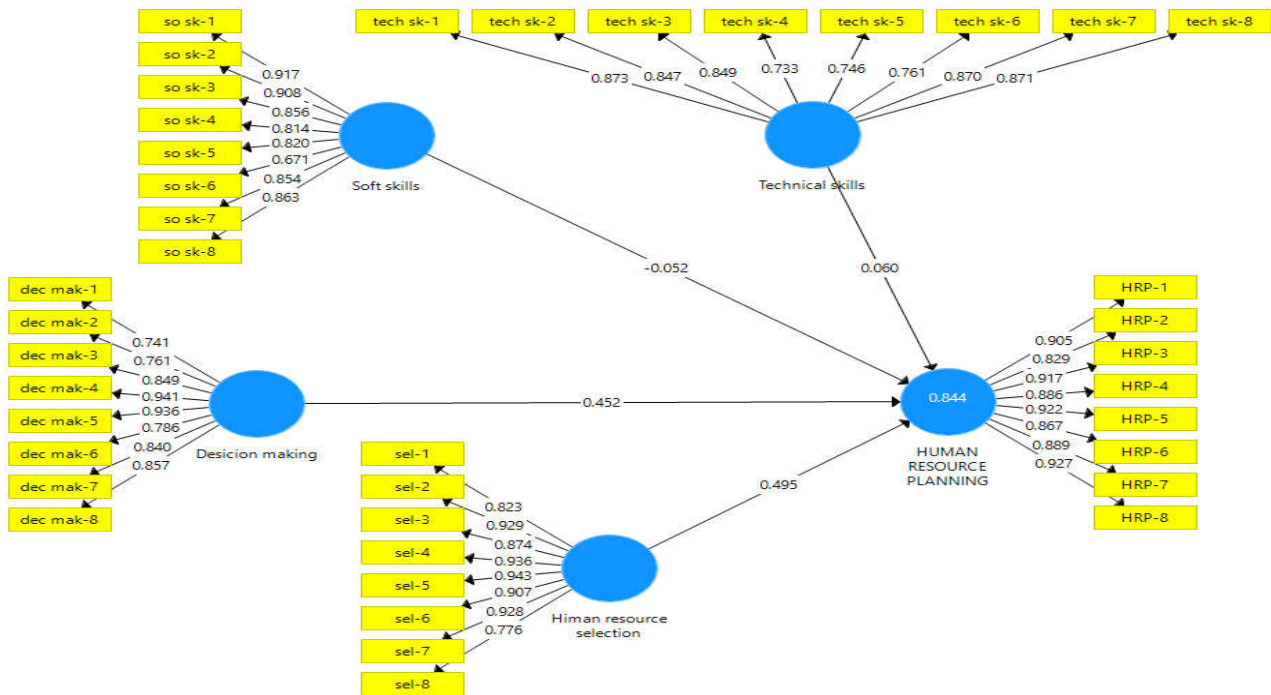 so sk-1
so sk-2
so sk-3
so sk-4
so sk-5
so sk-6
so sk-7
so sk-8
0.917
0.908
0.856
0.814
0.820
0.671
0.854
0.863
Soft skills
tech sk-1
tech sk-2
tech sk-3
tech sk-4
tech sk-5
tech sk-6
tech sk-7
tech sk-8
0.873
0.847
0.849
0.733
0.746
0.761
0.870
0.871
Technical skills
-0.052
0.060
dec mak-1
dec mak-2
dec mak-3
dec mak-4
dec mak-5
dec mak-6
dec mak-7
dec mak-8
0.741
0.761
0.849
0.941
0.936
0.786
0.840
0.857
Desicion making
0.452
0.844
HUMAN
RESOURCE
PLANNING
0.905
0.829
0.917
0.886
0.922
0.867
0.889
0.927
HRP-1
HRP-2
HRP-3
HRP-4
HRP-5
HRP-6
HRP-7
HRP-8
0.495
sel-1
sel-2
sel-3
sel-4
sel-5
sel-6
sel-7
sel-8
0.823
0.929
0.874
0.936
0.943
0.907
0.928
0.776
Himan resource
selection